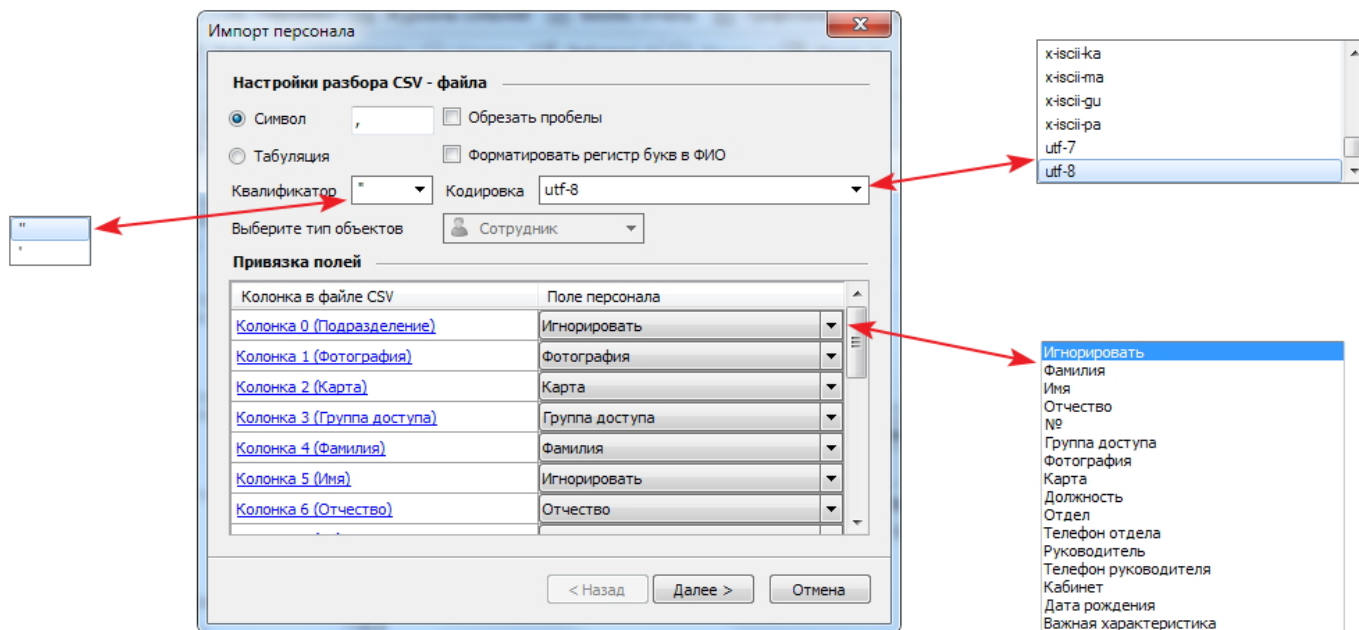 Импорт персонала
Настройки разбора CSV - файла
Символ , Обрезать пробелы
Табуляция Форматировать регистр букв в ФИО
Квалификатор " Кодировка utf-8
Выберите тип объектов Сотрудник
Привязка полей
Колонка в файле CSV Поле персонала
Колонка 0 (Подразделение) Игнорировать
Колонка 1 (Фотография) Фотография
Колонка 2 (Карта) Карта
Колонка 3 (Группа доступа) Группа доступа
Колонка 4 (Фамилия) Фамилия
Колонка 5 (Имя) Игнорировать
Колонка 6 (Отчество) Отчество
< Назад Далее > Отмена
"
'
x-iscii-ka
x-iscii-ma
x-iscii-gu
x-iscii-pa
utf-7
utf-8
Игнорировать
Фамилия
Имя
Отчество
№
Группа доступа
Фотография
Карта
Должность
Отдел
Телефон отдела
Руководитель
Телефон руководителя
Кабинет
Дата рождения
Важная характеристика